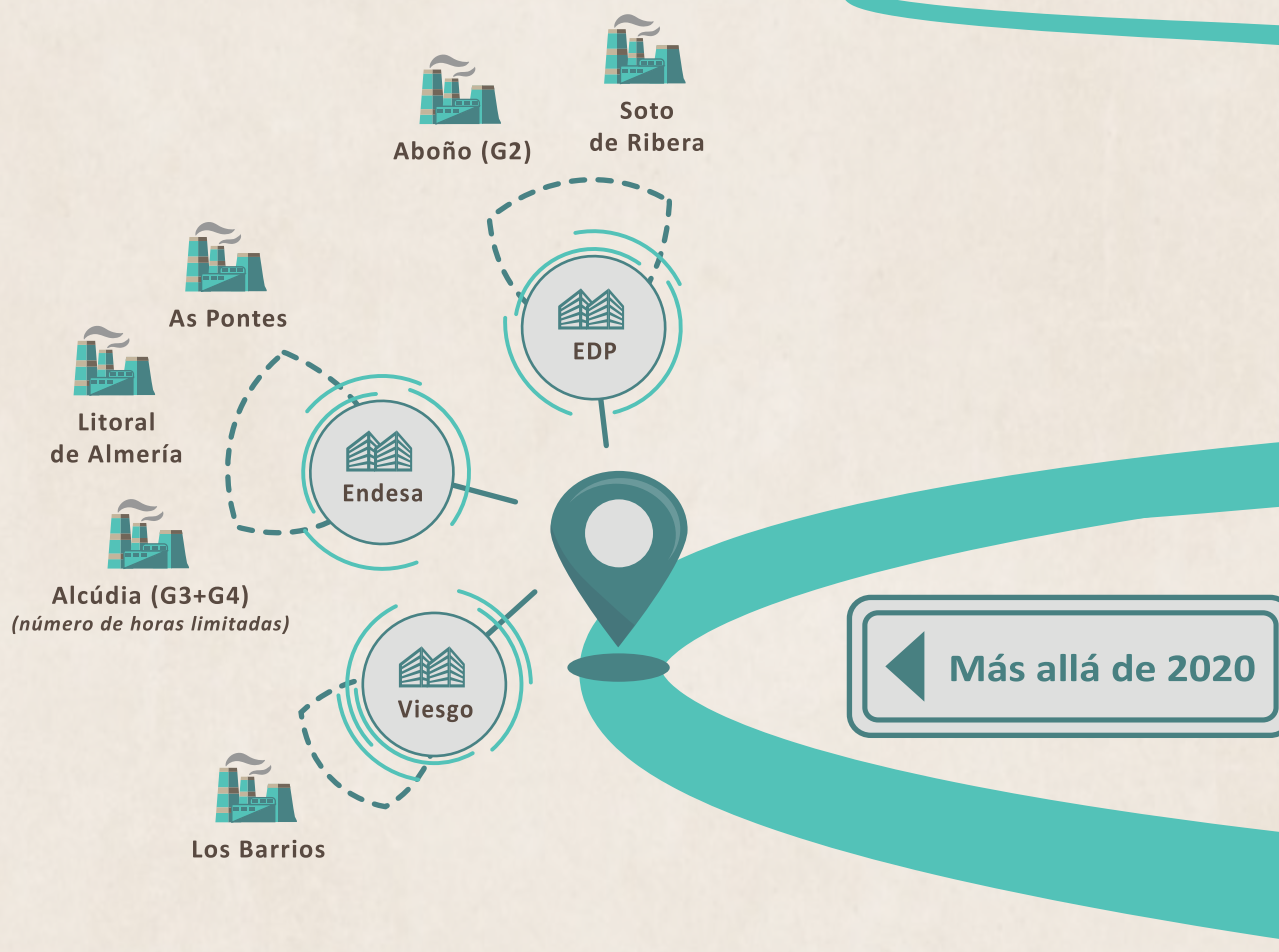 Soto
de Ribera
Aboño (G2)
EDP
As Pontes
Litoral
de Almería
Endesa
Alcúdia (G3+G4)
(número de horas limitadas)
Viesgo
Los Barrios
Más allá de 2020